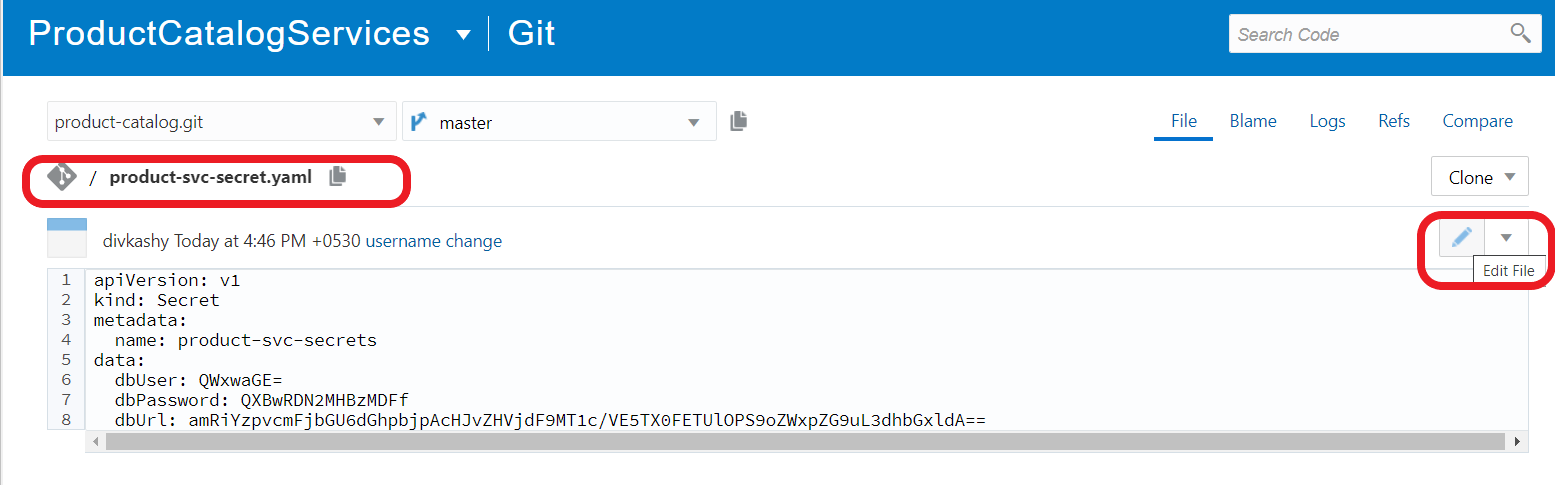 ProductCatalogServices Git Search Code
product-catalog.git master File Blame Logs Refs Compare
/ product-svc-secret.yaml Clone
divkashy Today at 4:46 PM +0530 username change
Edit File
1 apiVersion: v1
2 kind: Secret
3 metadata:
4 name: product-svc-secrets
5 data:
6 dbUser: QWxwaGE=
7 dbPassword: QXBwRDN2MHBzMDFf
8 dbUrl: amRiYzpvcmFjbGU6dGhpbjpAcHJvZHVjdF9MT1c/VE5TX0FETUlOPS9oZWxpZG9uL3dhbGxldA==